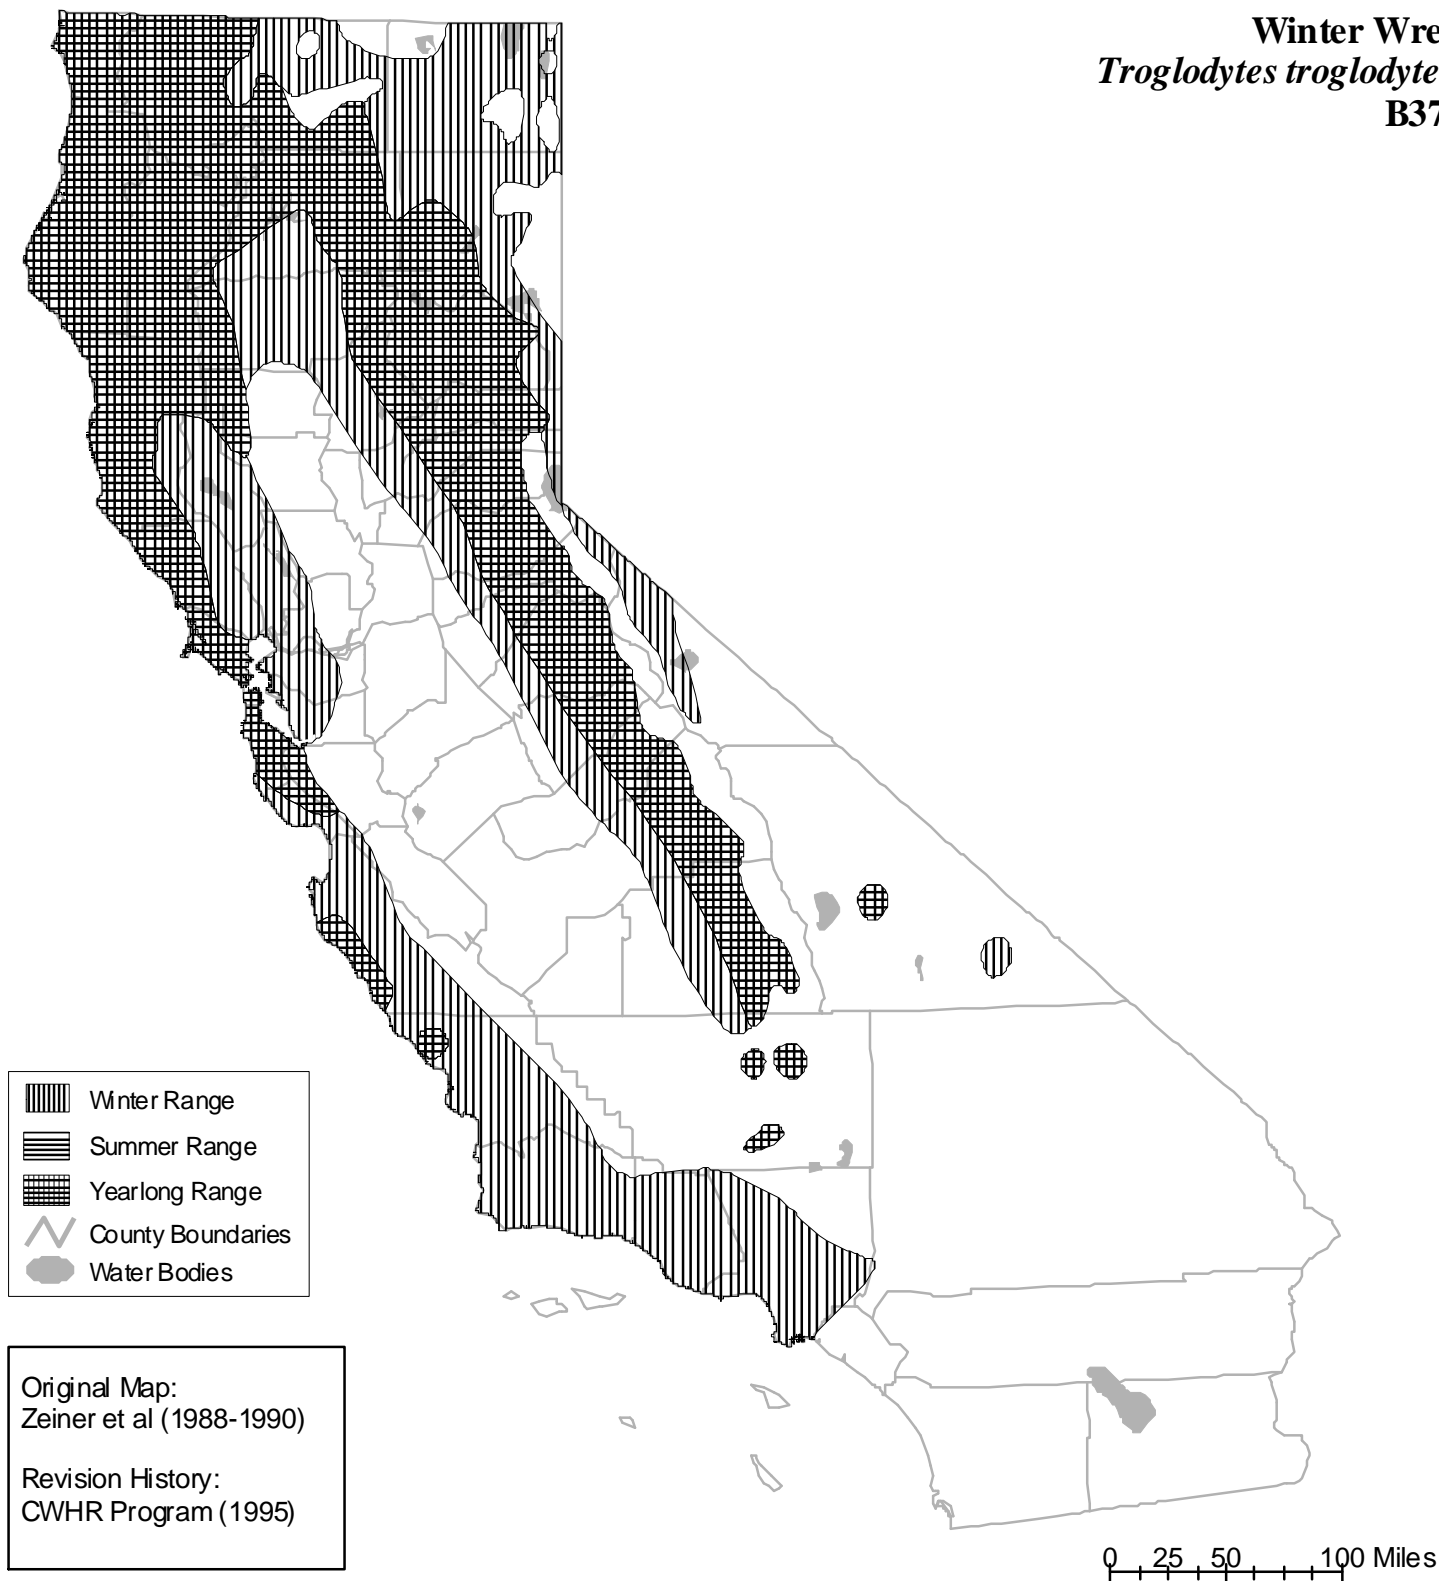 Winter Wre
Troglodytes troglodyte
B37
Winter Range
Summer Range
Yearlong Range
County Boundaries
Water Bodies
Original Map:
Zeiner et al (1988-1990)
Revision History:
CWHR Program (1995)
0 25 50 100 Miles